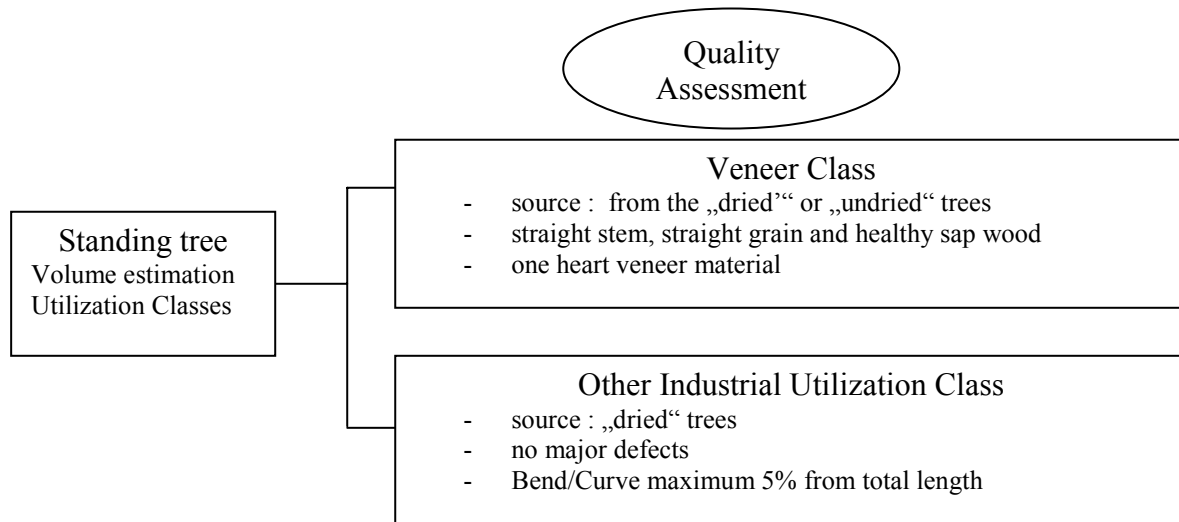 Quality
Assessment
Veneer Class
- source : from the „dried’“ or „undried“ trees
- straight stem, straight grain and healthy sap wood
- one heart veneer material
Standing tree
Volume estimation
Utilization Classes
Other Industrial Utilization Class
- source : „dried“ trees
- no major defects
- Bend/Curve maximum 5% from total length